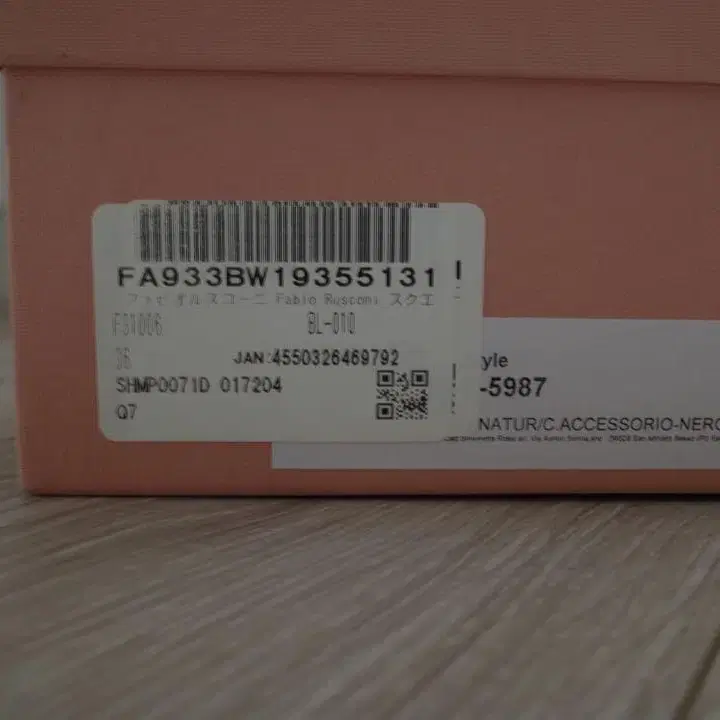 FA933BW19355131
ファビオルスコーニ Fabio Rusconi スクエ
BL-010
36
JAN:4550326469792
SHMP0071D 017204
Q7
yle
-5987
NATUR/C.ACCESSORIO-NERO